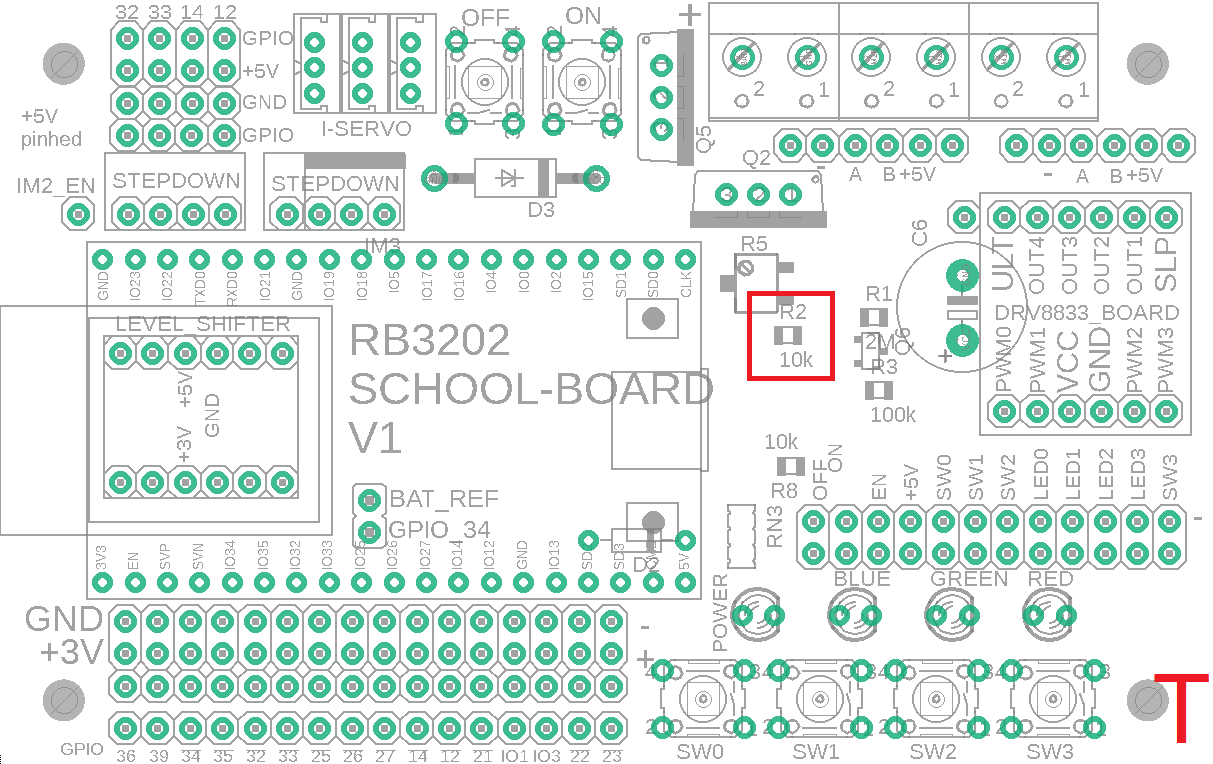 32 33 14 12
GPIO
+5V
GND
GPIO
+5V
pinhed
I-SERVO
OFF
ON
+
Q5
2 1 2 1 2 1
Q2
- A B +5V
- A B +5V
IM2_EN
STEPDOWN
STEPDOWN
IM3
D3
C6
R5
GND IO23 IO22 TXD0 RXD0 IO21 GND IO19 IO18 IO5 IO17 IO16 IO4 IO0 IO2 IO15 SD1 SD0 CLK
ULT OUT4 OUT3 OUT2 OUT1 SLP
DRV8833_BOARD
PWM0 PWM1 VCC GND PWM2 PWM3
LEVEL_SHIFTER
+5V
GND
+3V
RB3202
SCHOOL-BOARD
V1
R2
10k
R1
2M
Q6
+
R3
100k
10k
R8
BAT_REF
GPIO_34
3V3 EN SVP SVN IO34 IO35 IO32 IO33 IO25 IO26 IO27 IO14 IO12 GND IO13 SD3 5V
RN3
OFF ON EN +5V SW0 SW1 SW2 LED0 LED1 LED2 LED3 SW3
-
BLUE GREEN RED
POWER
GND
+3V
-
+
GPIO
36 39 34 35 32 33 25 26 27 14 12 21 IO1 IO3 22 23
SW0 SW1 SW2 SW3
T